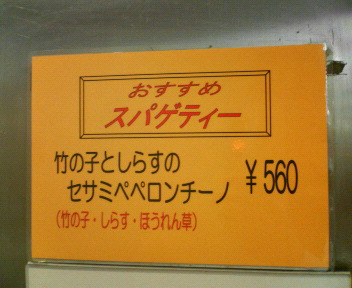 おすすめ
スパゲティー
竹の子としらすの
セサミペペロンチーノ ¥560
(竹の子・しらす・ほうれん草)